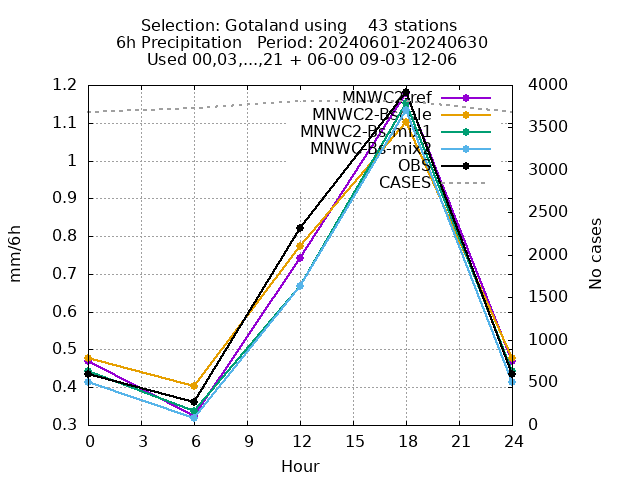 Selection: Gotaland using 43 stations
6h Precipitation Period: 20240601-20240630
Used 00,03,...,21 + 06-00 09-03 12-06
1.2
1.1
1
0.9
0.8
0.7
0.6
0.5
0.4
0.3
mm/6h
4000
3500
3000
2500
2000
1500
1000
500
0
No cases
MNWC2-ref
OBS
CASES
0 3 6 9 12 15 18 21 24
Hour